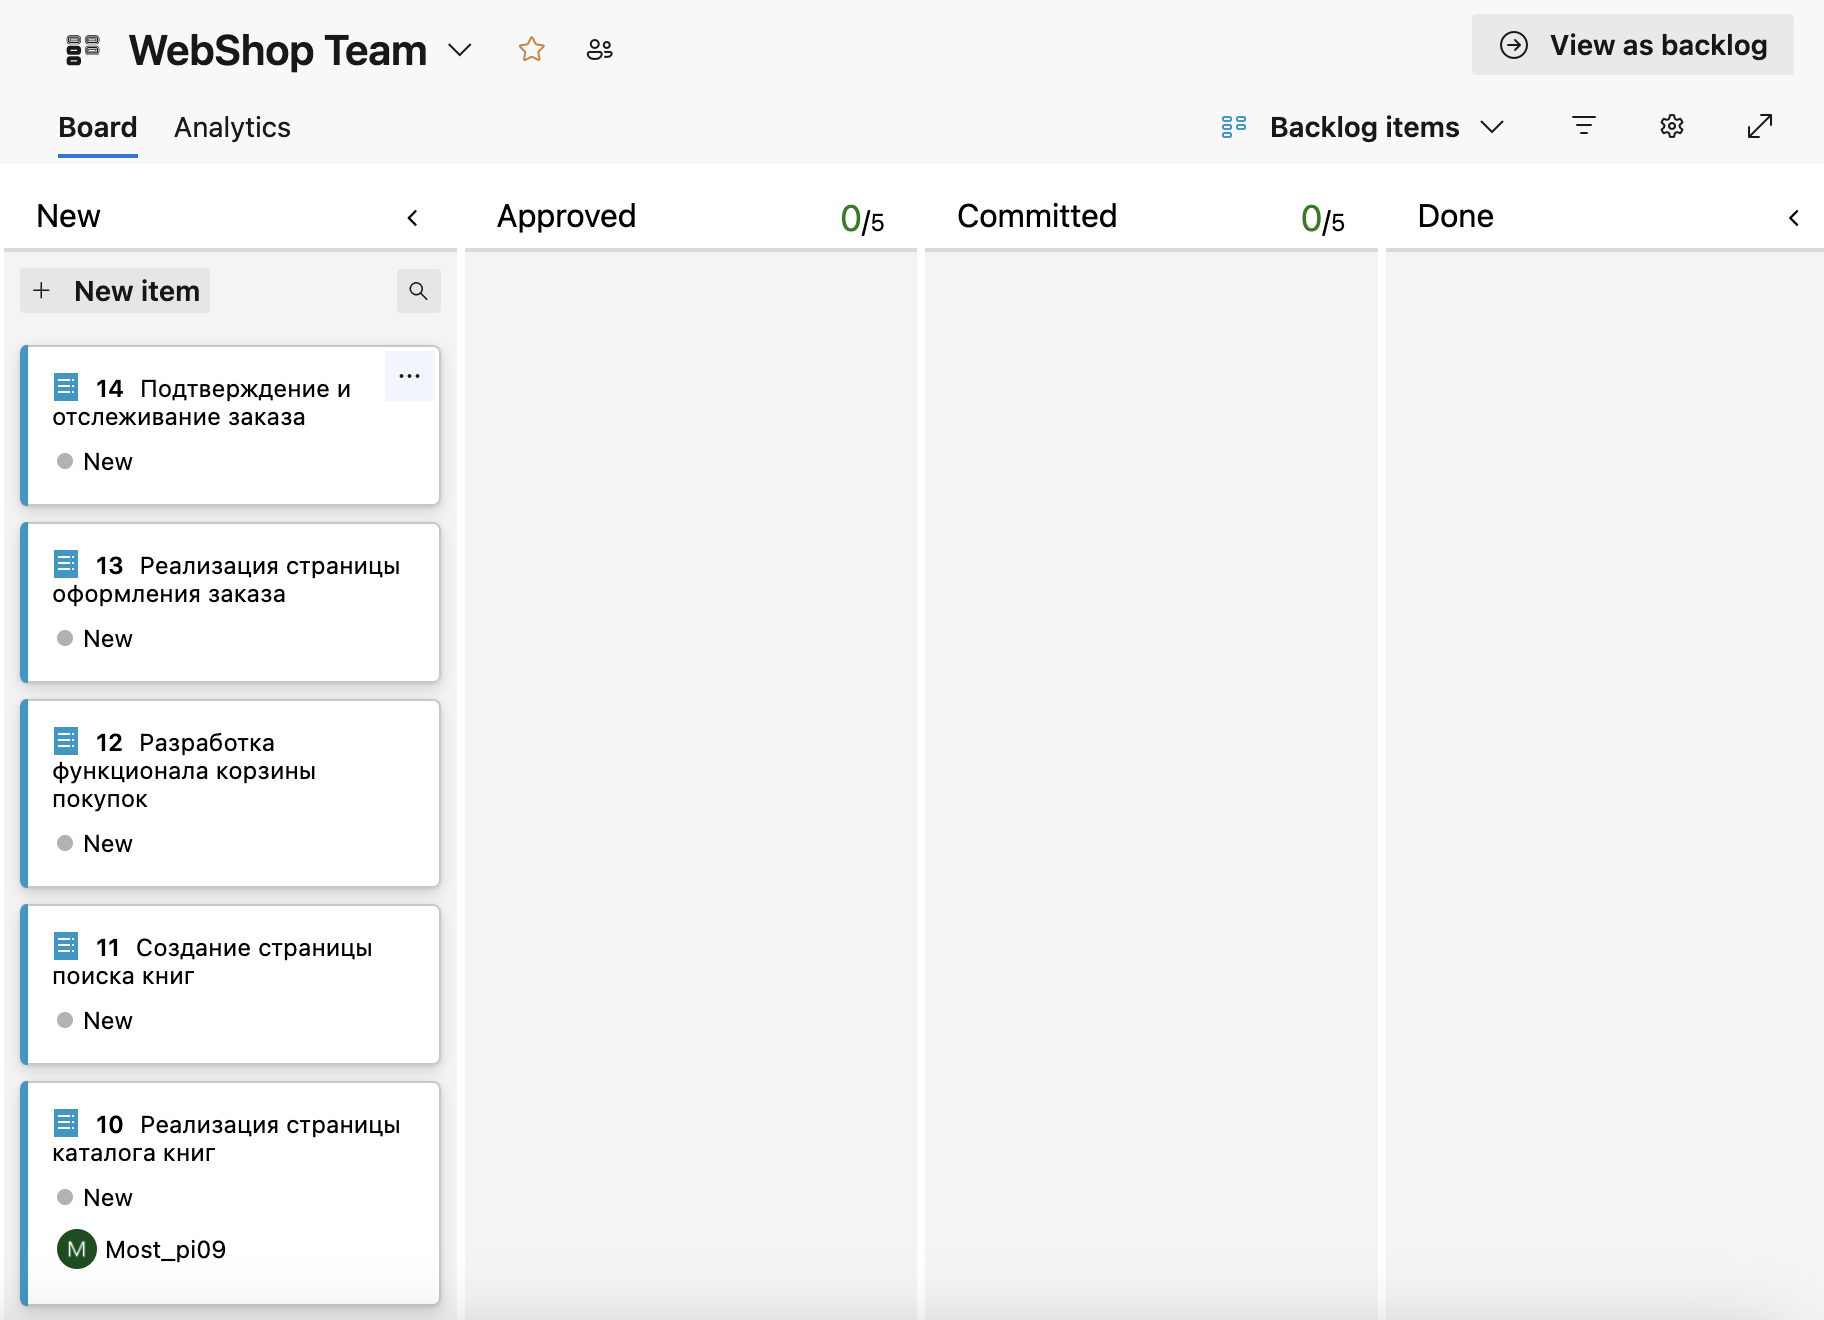 WebShop Team
View as backlog
Board Analytics
Backlog items
New
Approved 0/5
Committed 0/5
Done
New item
14 Подтверждение и
отслеживание заказа
New
13 Реализация страницы
оформления заказа
New
12 Разработка
функционала корзины
покупок
New
11 Создание страницы
поиска книг
New
10 Реализация страницы
каталога книг
New
M Most_pi09